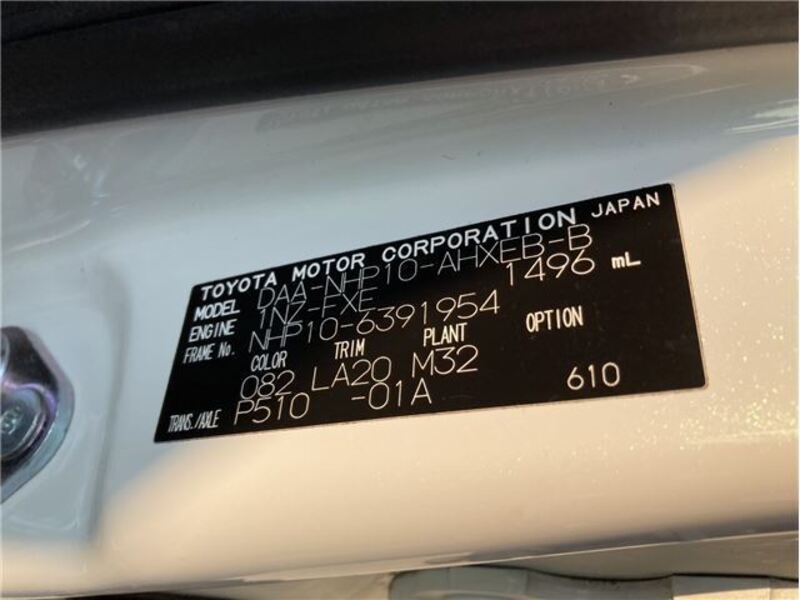 TOYOTA MOTOR CORPORATION JAPAN
MODEL DAA-NHP10-AHXEB-B
ENGINE 1NZ-FXE 1496 mL
FRAME No. NHP10-6391954
COLOR TRIM PLANT OPTION
082 LA20 M32
TRANS./AXLE P510 -01A 610